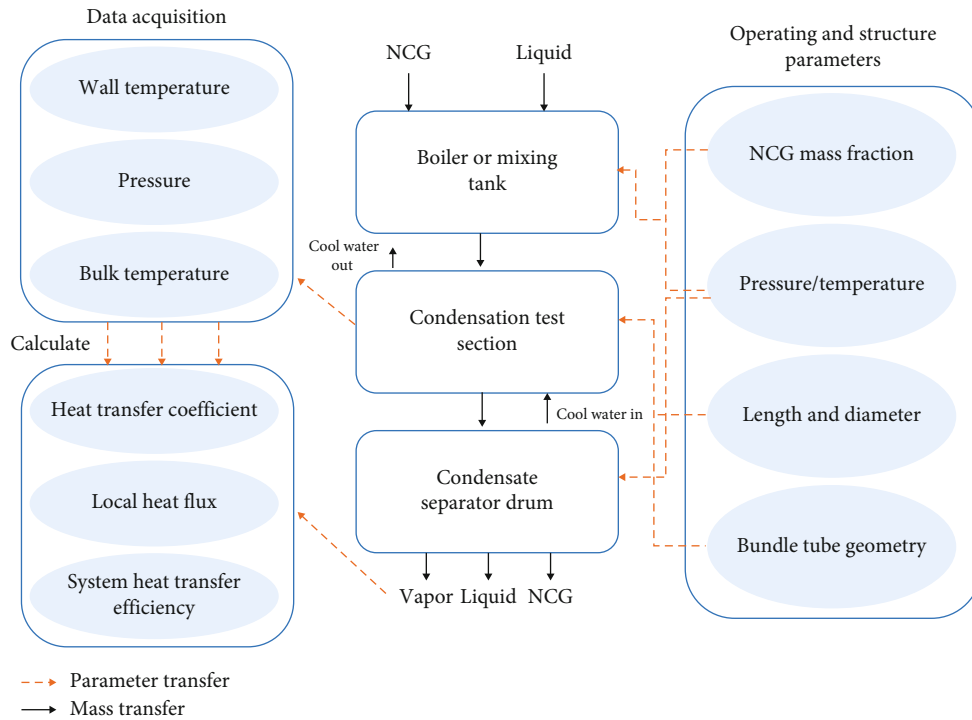 Data acquisition
Wall temperature
Pressure
Bulk temperature
Calculate
Heat transfer coefficient
Local heat flux
System heat transfer
efficiency
NCG
Liquid
Boiler or mixing
tank
Cool water
out
Condensation test
section
Cool water in
Condensate
separator drum
Vapor
Liquid
NCG
Operating and structure
parameters
NCG mass fraction
Pressure/temperature
Length and diameter
Bundle tube geometry
Parameter transfer
Mass transfer